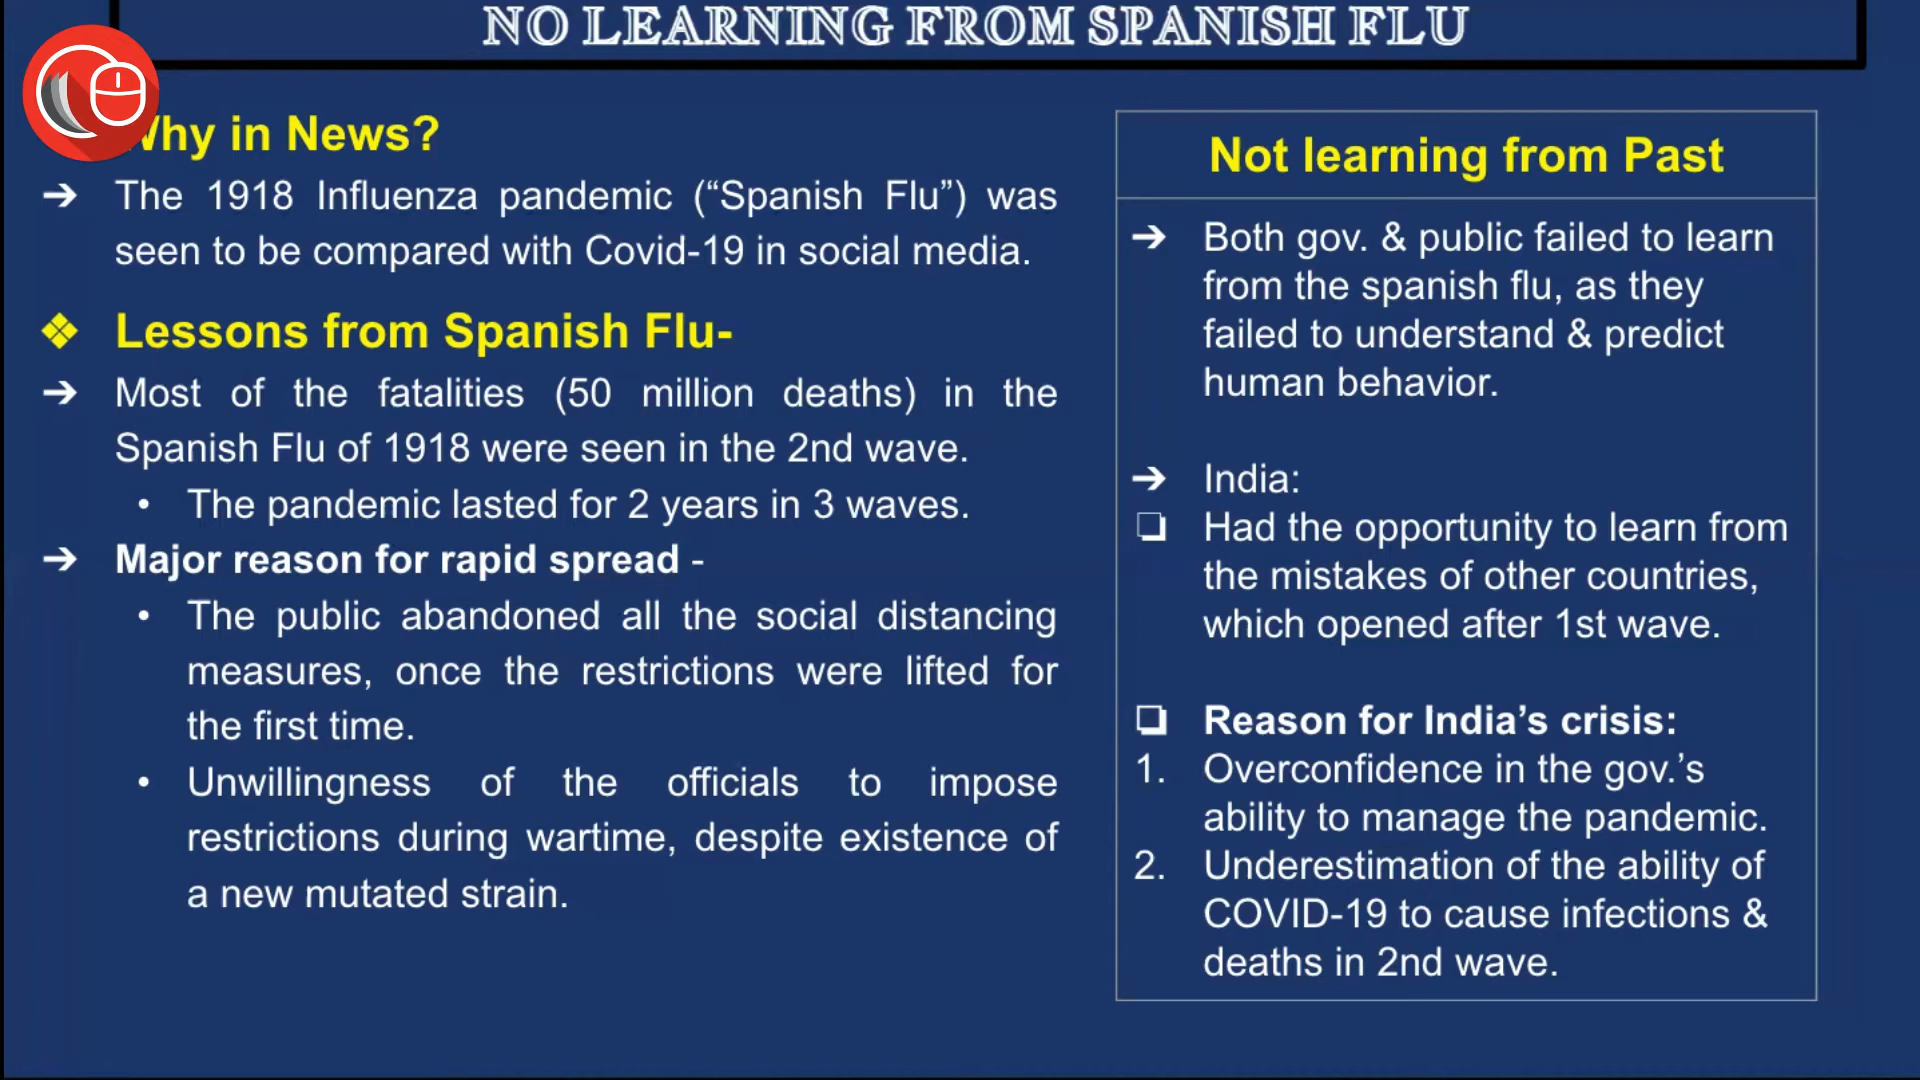 NO LEARNING FROM SPANISH FLU
Why in News?
➔ The 1918 Influenza pandemic (“Spanish Flu”) was
seen to be compared with Covid-19 in social media.
❖ Lessons from Spanish Flu-
➔ Most of the fatalities (50 million deaths) in the
Spanish Flu of 1918 were seen in the 2nd wave.
• The pandemic lasted for 2 years in 3 waves.
➔ Major reason for rapid spread -
• The public abandoned all the social distancing
measures, once the restrictions were lifted for
the first time.
• Unwillingness of the officials to impose
restrictions during wartime, despite existence of
a new mutated strain.
Not learning from Past
➔ Both gov. & public failed to learn
from the spanish flu, as they
failed to understand & predict
human behavior.
➔ India:
❏ Had the opportunity to learn from
the mistakes of other countries,
which opened after 1st wave.
❏ Reason for India’s crisis:
1. Overconfidence in the gov.’s
ability to manage the pandemic.
2. Underestimation of the ability of
COVID-19 to cause infections &
deaths in 2nd wave.